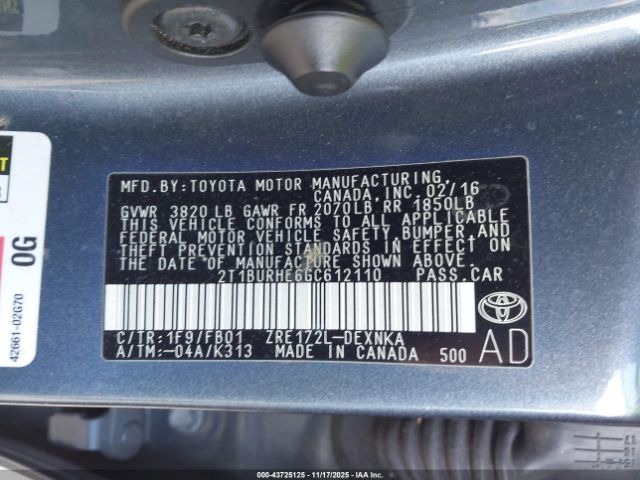 MFD.BY:TOYOTA MOTOR MANUFACTURING,
CANADA,INC.02/16
GVWR 3820 LB GAWR FR 2070LB RR 1850LB
THIS VEHICLE CONFORMS TO ALL APPLICABLE
FEDERAL MOTOR VEHICLE SAFETY, BUMPER AND
THEFT PREVENTION STANDARDS IN EFFECT ON
THE DATE OF MANUFACTURE SHOWN ABOVE.
2T1BURHE6GC612110 PASS.CAR
C/TR:1F9/FB01 ZRE172L-DEXNKA
A/TM:-04A/K313 MADE IN CANADA 500 AD
0G
42661-02G70
00-43725125 - 11/17/2025 - IAA Inc.